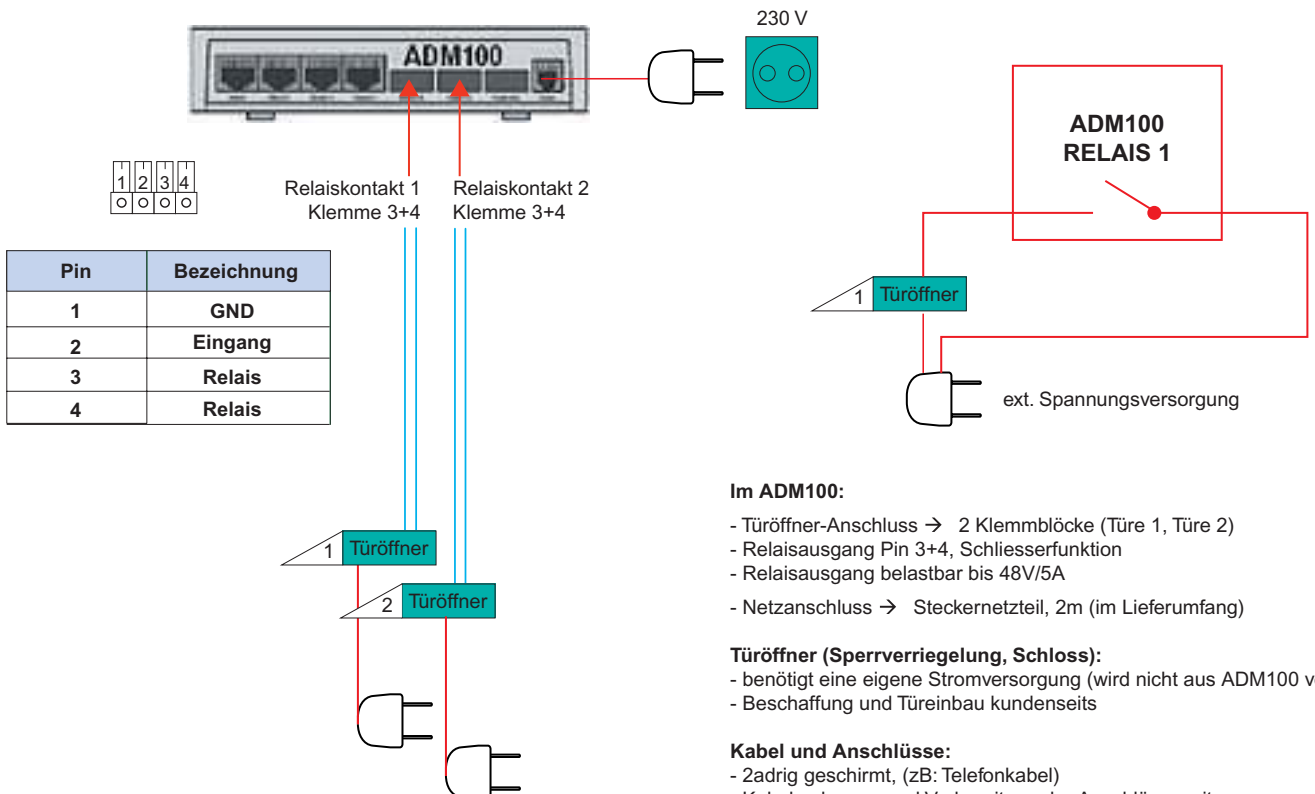 230 V
ADM100
ADM100
RELAIS 1
1 2 3 4
Relaiskontakt 1
Klemme 3+4
Relaiskontakt 2
Klemme 3+4
Pin Bezeichnung
1 GND
2 Eingang
3 Relais
4 Relais
1 Türöffner
ext. Spannungsversorgung
1 Türöffner
2 Türöffner
Im ADM100:
- Türöffner-Anschluss → 2 Klemmblöcke (Türe 1, Türe 2)
- Relaisausgang Pin 3+4, Schliesserfunktion
- Relaisausgang belastbar bis 48V/5A
- Netzanschluss → Steckernetzteil, 2m (im Lieferumfang)
Türöffner (Sperrverriegelung, Schloss):
- benötigt eine eigene Stromversorgung (wird nicht aus ADM100 v
- Beschaffung und Türeinbau kundenseits
Kabel und Anschlüsse:
- 2adrig geschirmt, (zB: Telefonkabel)